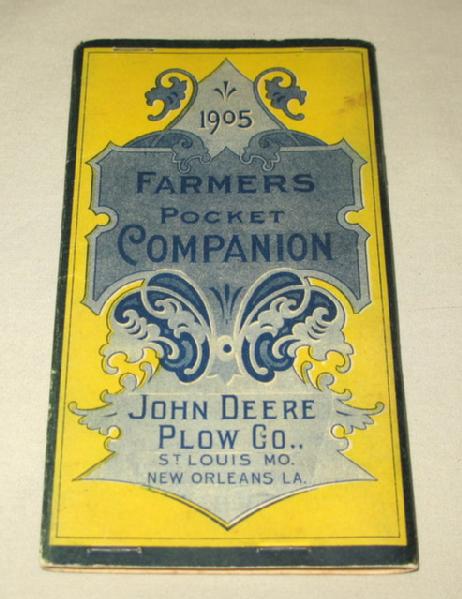 1905
FARMERS
POCKET
COMPANION
JOHN DEERE
PLOW CO..
ST LOUIS MO.
NEW ORLEANS LA.